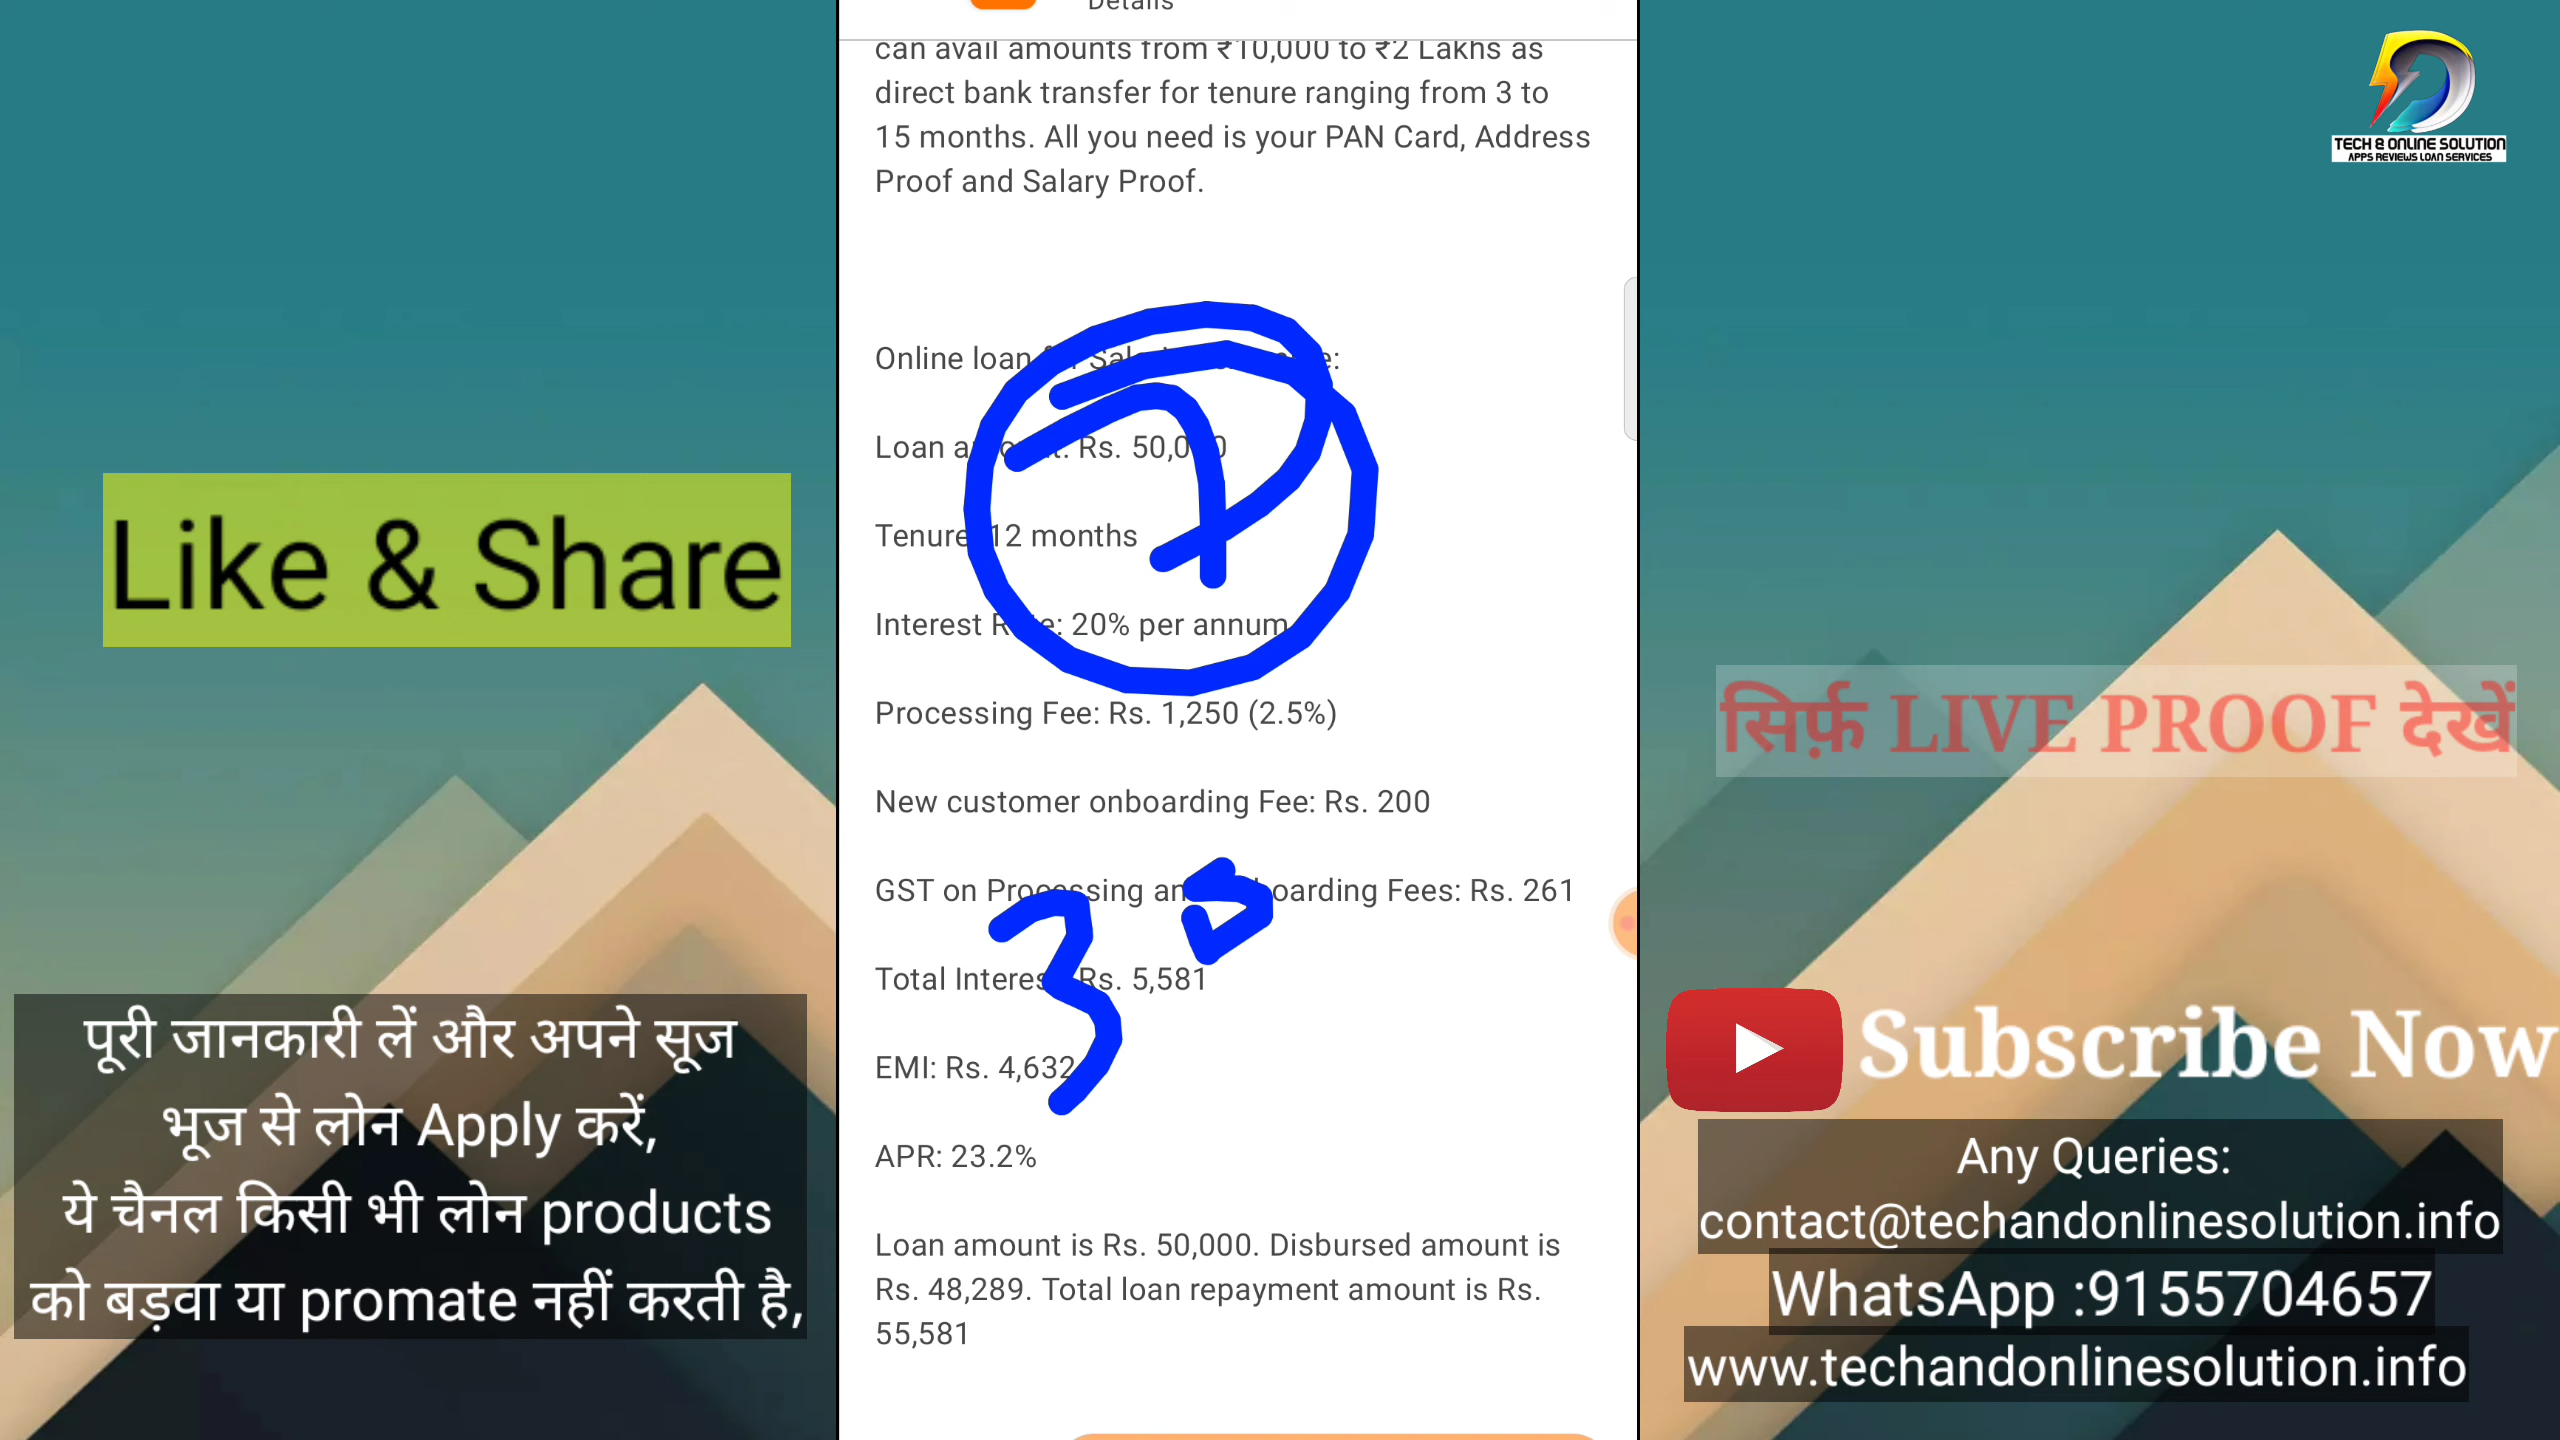 Details
can avail amounts from ₹10,000 to ₹2 Lakhs as
direct bank transfer for tenure ranging from 3 to
15 months. All you need is your PAN Card, Address
Proof and Salary Proof.
Online loan
Loan Rs. 50,000
Tenure 12 months
Interest 20% per annum
Processing Fee: Rs. 1,250 (2.5%)
New customer onboarding Fee: Rs. 200
GST on Processing and onboarding Fees: Rs. 261
Total Interest Rs. 5,581
EMI: Rs. 4,632
APR: 23.2%
Loan amount is Rs. 50,000. Disbursed amount is
Rs. 48,289. Total loan repayment amount is Rs.
55,581
3
Like & Share
पूरी जानकारी लें और अपने सूज
भूज से लोन Apply करें,
ये चैनल किसी भी लोन products
को बड़वा या promate नहीं करती है,
TECH & ONLINE SOLUTION
APPS REVIEWS LOAN SERVICES
सिर्फ़ LIVE PROOF देखें
Subscribe Now
Any Queries:
contact@techandonlinesolution.info
WhatsApp :9155704657
www.techandonlinesolution.info